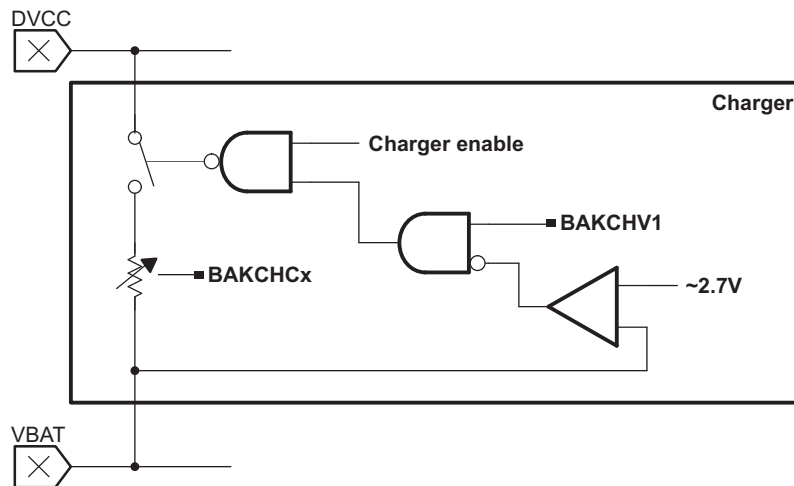 DVCC
Charger
Charger enable
BAKCHV1
BAKCHCx
~2.7V
VBAT